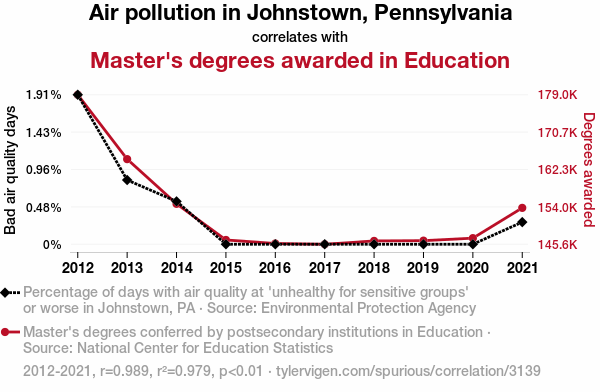 Air pollution in Johnstown, Pennsylvania
correlates with
Master's degrees awarded in Education
Bad air quality days
1.91%
1.43%
0.96%
0.48%
0%
179.0K
170.7K
162.3K
154.0K
145.6K
Degrees awarded
2012 2013 2014 2015 2016 2017 2018 2019 2020 2021
Percentage of days with air quality at 'unhealthy for sensitive groups'
or worse in Johnstown, PA · Source: Environmental Protection Agency
Master's degrees conferred by postsecondary institutions in Education ·
Source: National Center for Education Statistics
2012-2021, r=0.989, r²=0.979, p<0.01 · tylervigen.com/spurious/correlation/3139